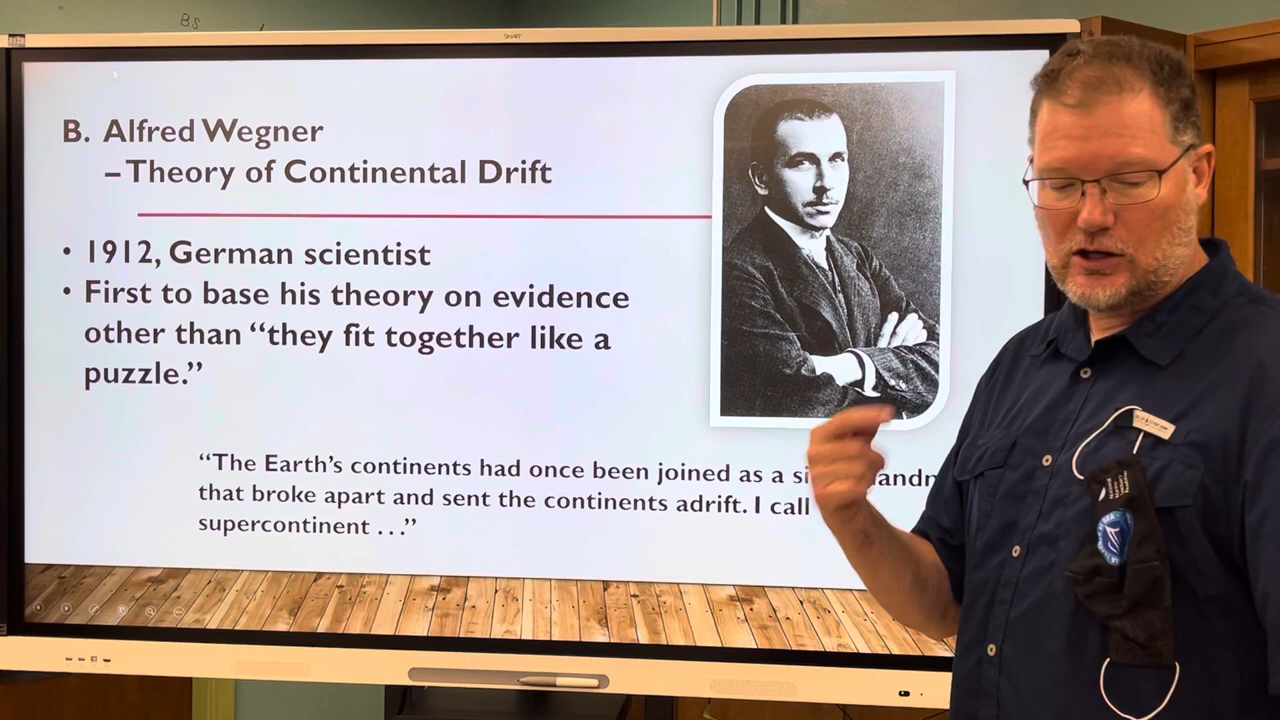 BS
SMART
B. Alfred Wegner
– Theory of Continental Drift
• 1912, German scientist
• First to base his theory on evidence
other than “they fit together like a
puzzle.”
“The Earth’s continents had once been joined as a
that broke apart and sent the continents adrift. I call
supercontinent . . .”